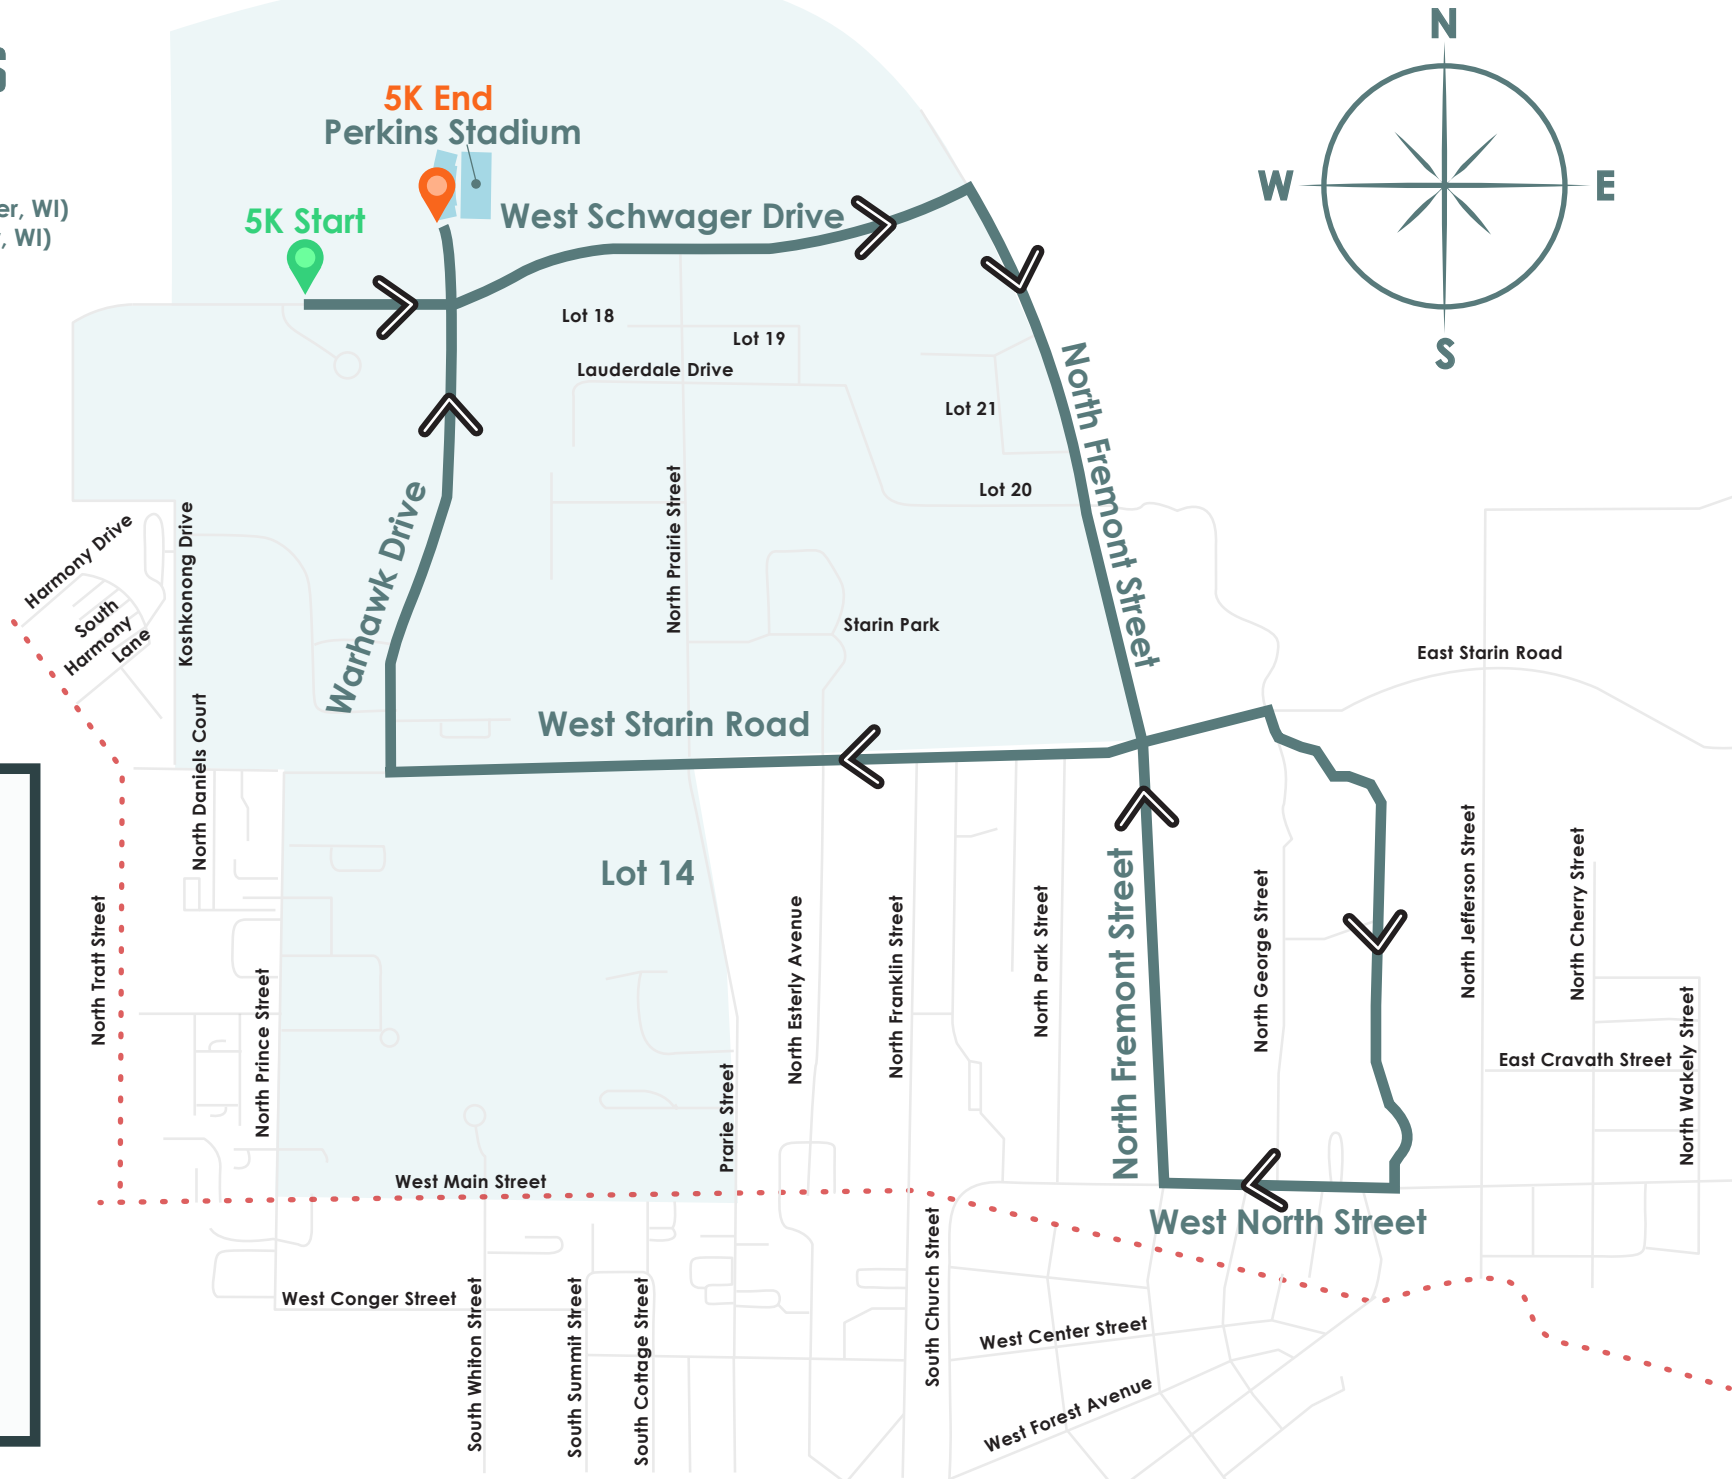 N
W
E
S
S
er, WI)
, WI)
5K End
Perkins Stadium
5K Start
West Schwager Drive
Lot 18
Lot 19
Lauderdale Drive
Lot 21
Lot 20
North Fremont Street
Harmony Drive
South
Harmony
Lane
Koshkonong Drive
Warhawk Drive
North Prairie Street
Starin Park
East Starin Road
West Starin Road
North Daniels Court
Lot 14
North Tratt Street
North Prince Street
North Esterly Avenue
North Franklin Street
North Park Street
North Fremont Street
North George Street
North Jefferson Street
North Cherry Street
East Cravath Street
North Wakely Street
Prarie Street
West Main Street
West North Street
West Conger Street
South Whiton Street
South Summit Street
South Cottage Street
South Church Street
West Center Street
West Forest Avenue